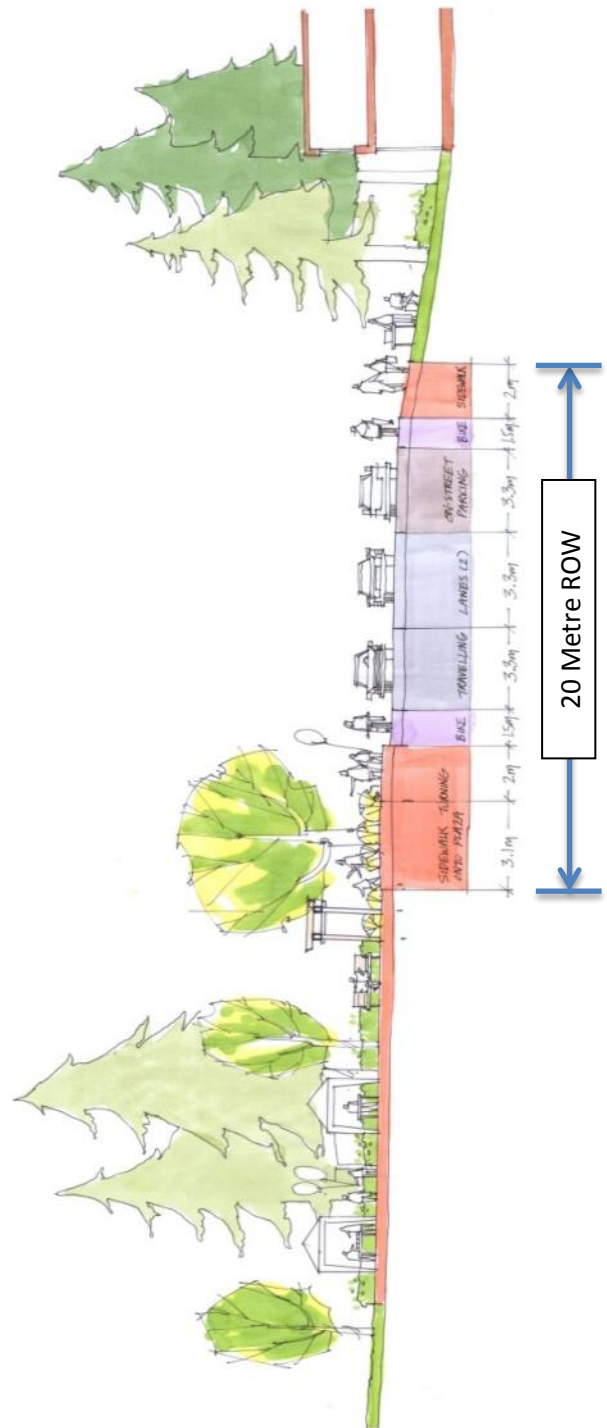 SIDEWALK TURNING
ONTO PLAZA
BIKE
TRAVELLING LANES (2)
ON-STREET
PARKING
BIKE
SIDEWALK
3.1m
2m
1.5m
3.3m
3.3m
3.3m
1.5m
2m
20 Metre ROW